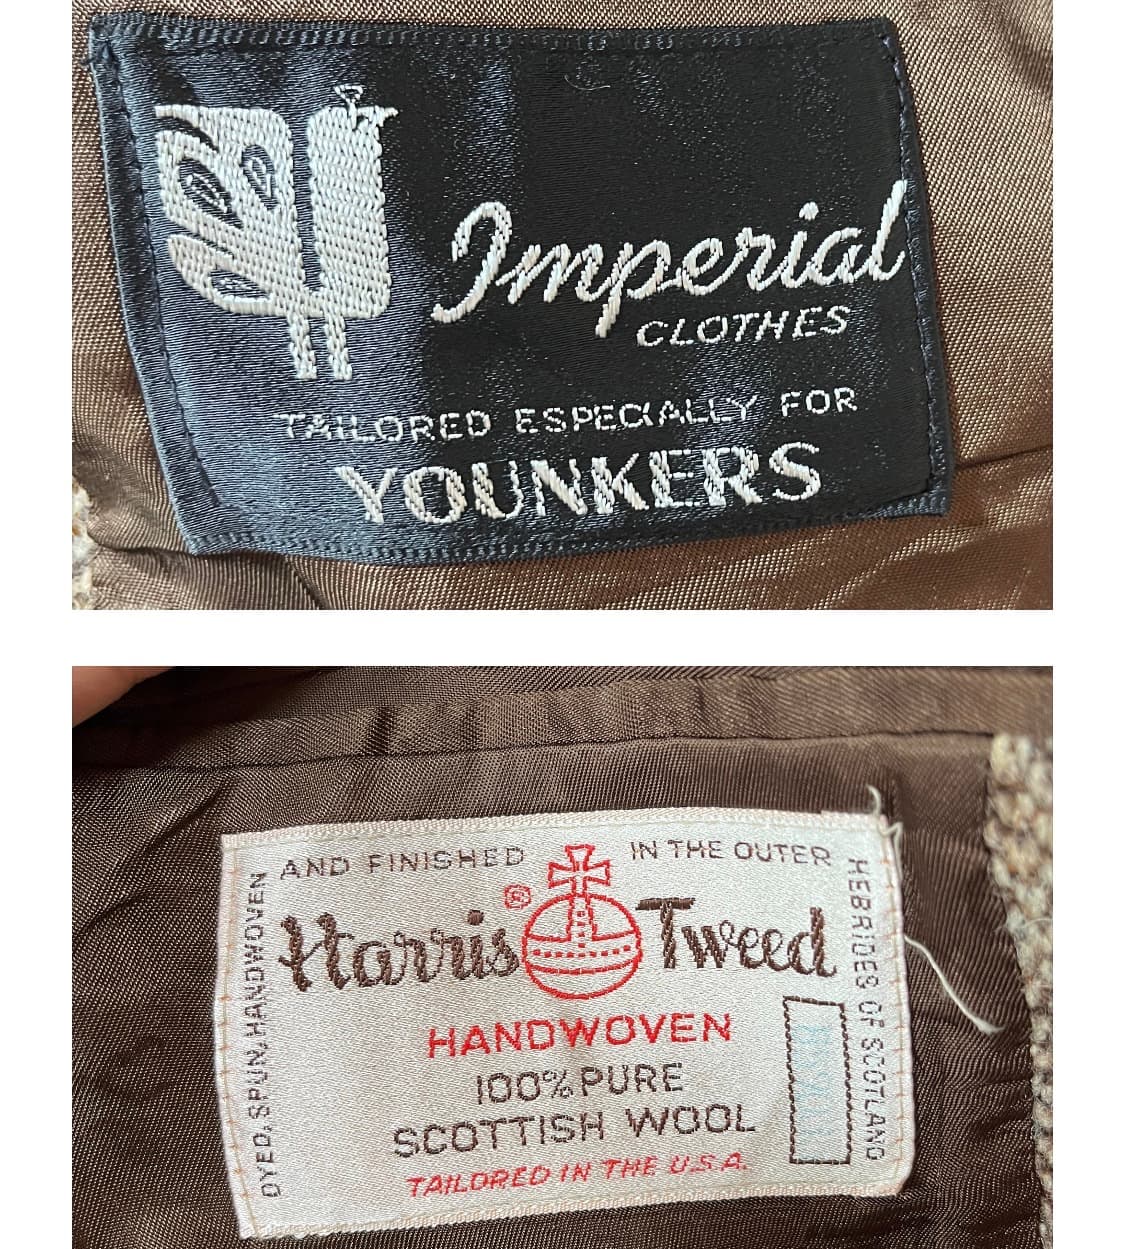 Imperial
CLOTHES
TAILORED ESPECIALLY FOR
YOUNKERS
DYED, SPUN, HANDWOVEN
AND FINISHED
IN THE OUTER
HEBRIDES OF SCOTLAND
Harris ® Tweed
HANDWOVEN
100% PURE
SCOTTISH WOOL
TAILORED IN THE U.S.A.